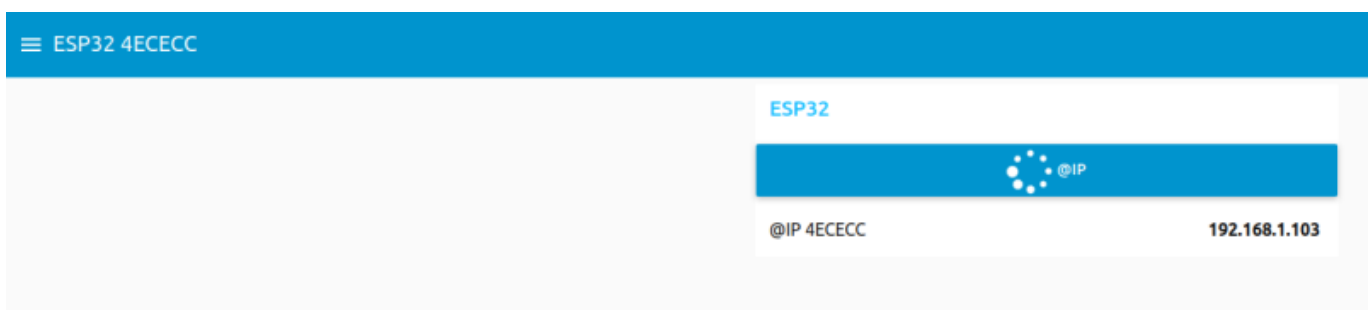 ESP32 4ECECC
ESP32
@IP
@IP 4ECECC 192.168.1.103